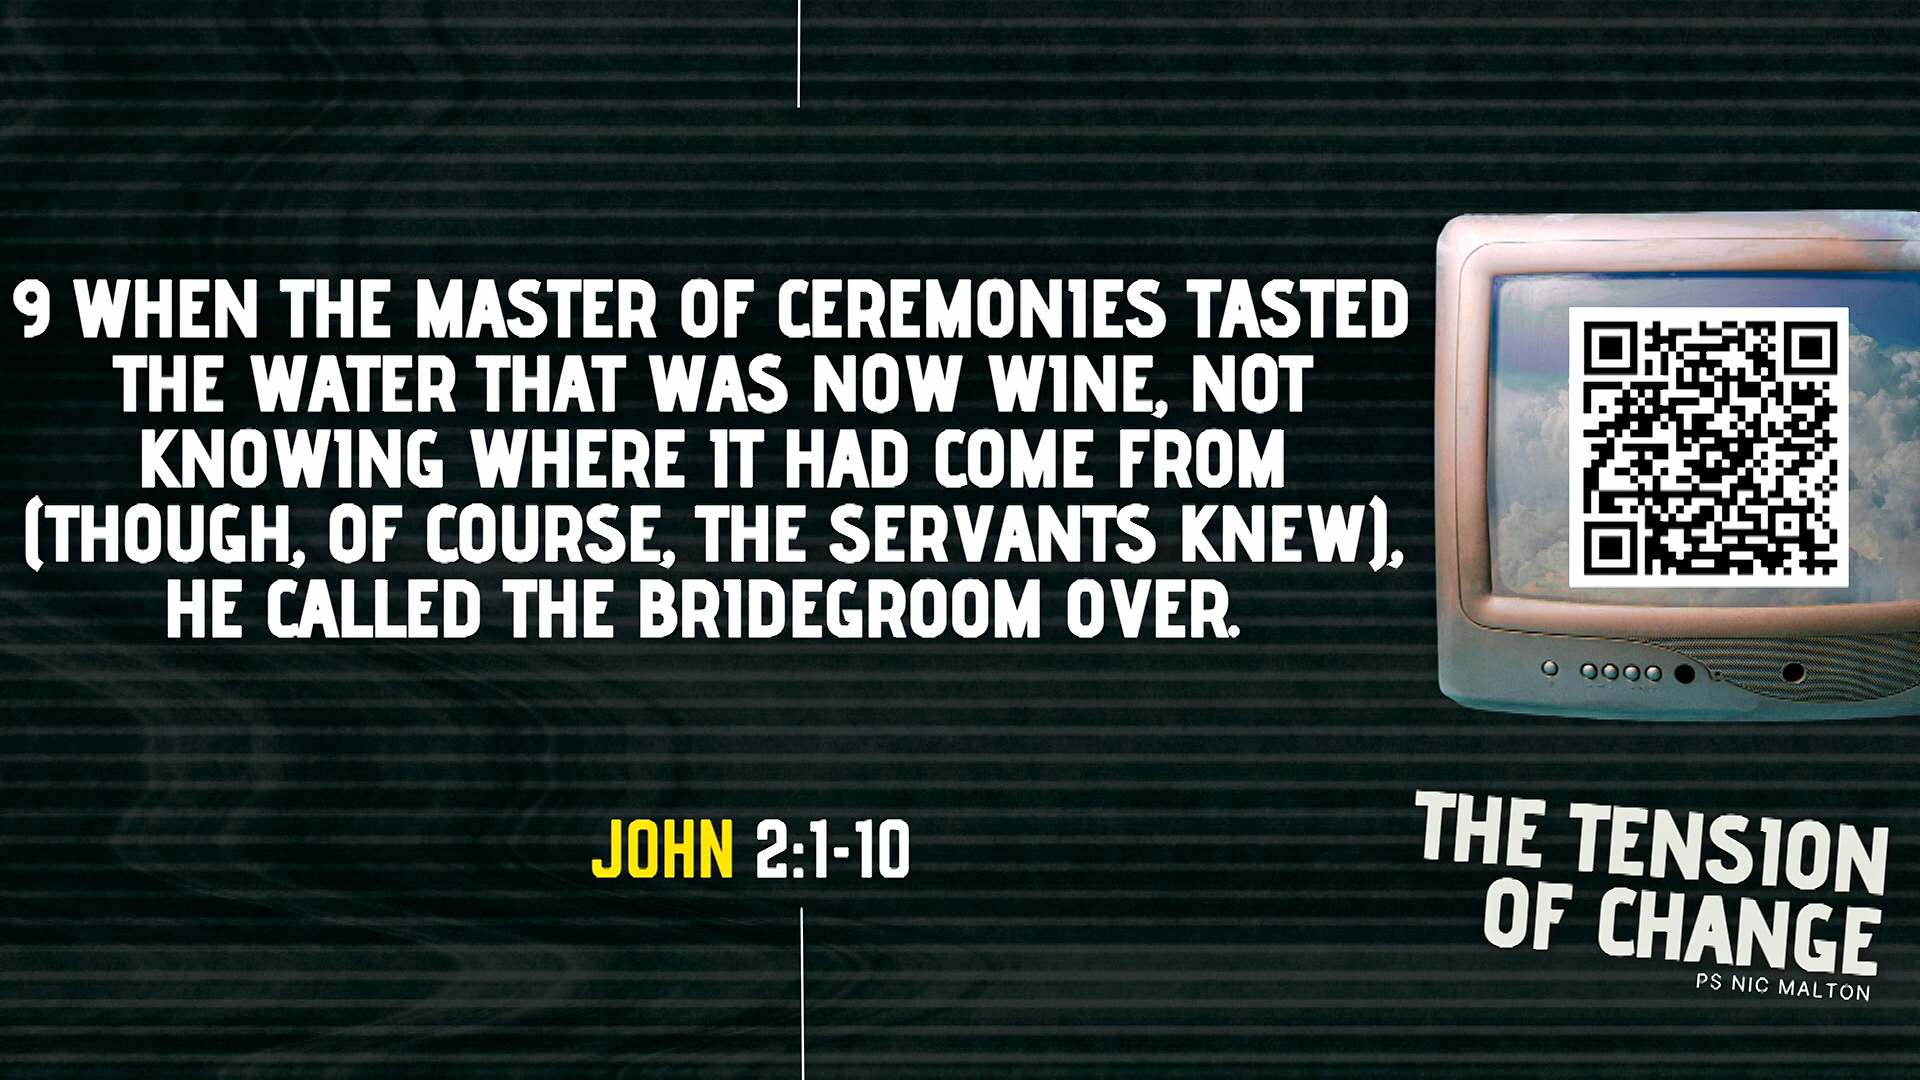 9 WHEN THE MASTER OF CEREMONIES TASTED
THE WATER THAT WAS NOW WINE, NOT
KNOWING WHERE IT HAD COME FROM
(THOUGH, OF COURSE, THE SERVANTS KNEW),
HE CALLED THE BRIDEGROOM OVER.
JOHN 2:1-10
THE TENSION
OF CHANGE
PS NIC MALTON